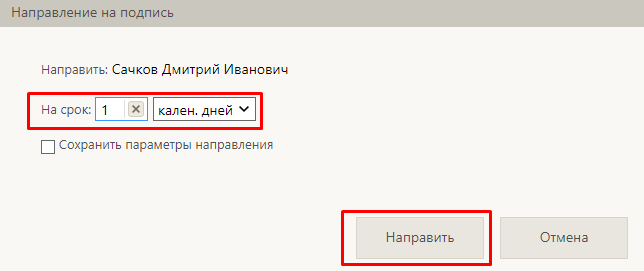 Направление на подпись
Направить: Сачков Дмитрий Иванович
На срок: 1 кален. дней
Сохранить параметры направления
Направить Отмена